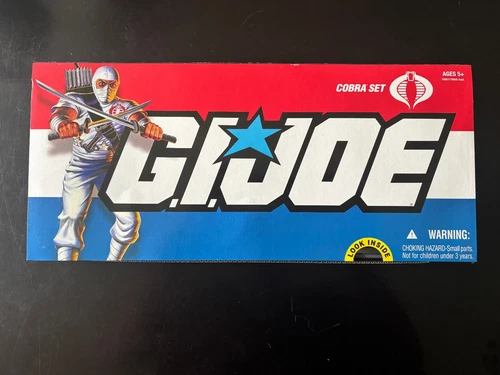 AGES 5+
COBRA SET
G.I.JOE
LOOK INSIDE
WARNING:
CHOKING HAZARD-Small parts.
Not for children under 3 years.